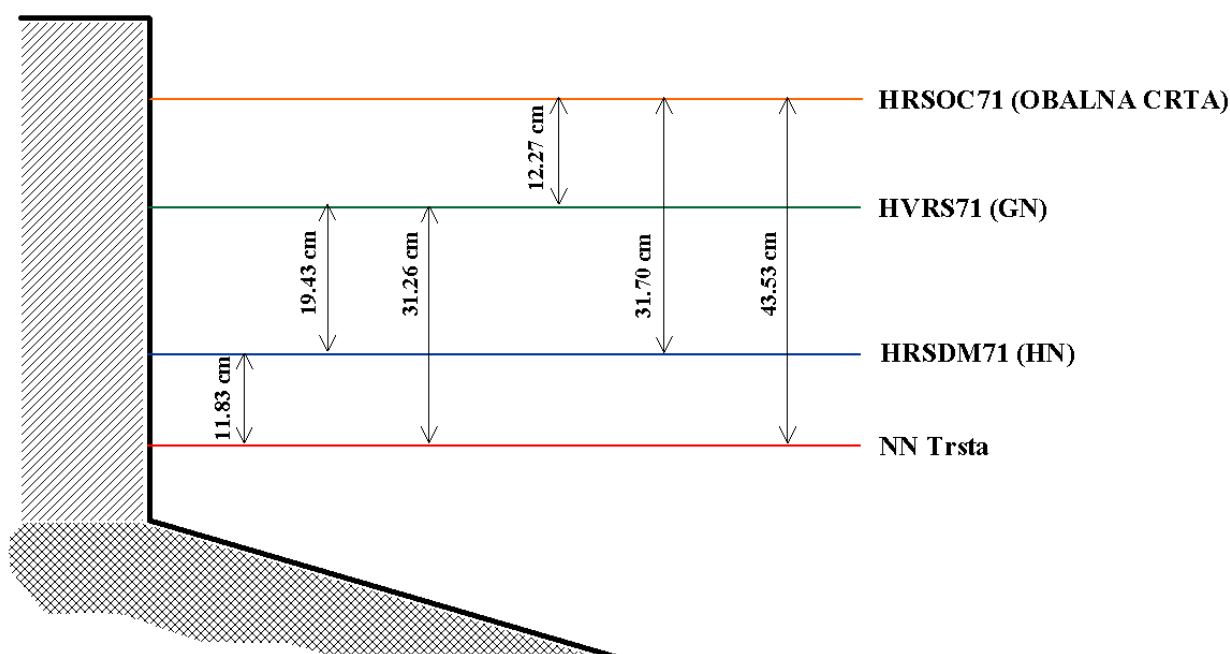 HRSOC71 (OBALNA CRTA)
12.27 cm
HVRS71 (GN)
19.43 cm
31.26 cm
31.70 cm
43.53 cm
HRSDM71 (HN)
11.83 cm
NN Trsta